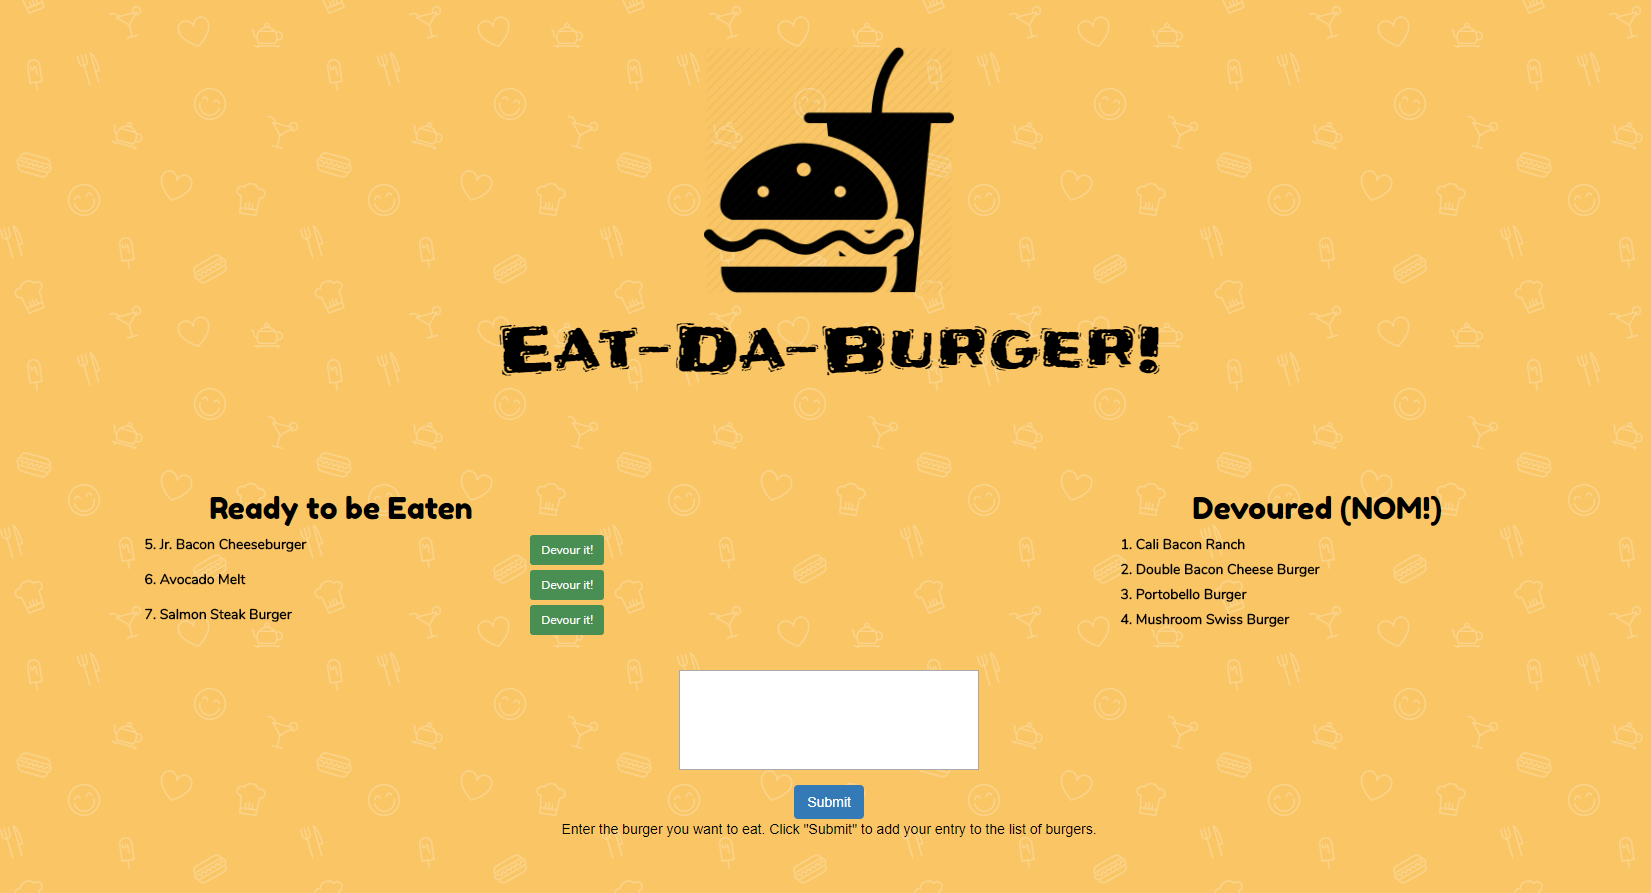 Eat-Da-Burger!
Ready to be Eaten
5. Jr. Bacon Cheeseburger
Devour it!
6. Avocado Melt
Devour it!
7. Salmon Steak Burger
Devour it!
Devoured (NOM!)
1. Cali Bacon Ranch
2. Double Bacon Cheese Burger
3. Portobello Burger
4. Mushroom Swiss Burger
Submit
Enter the burger you want to eat. Click "Submit" to add your entry to the list of burgers.